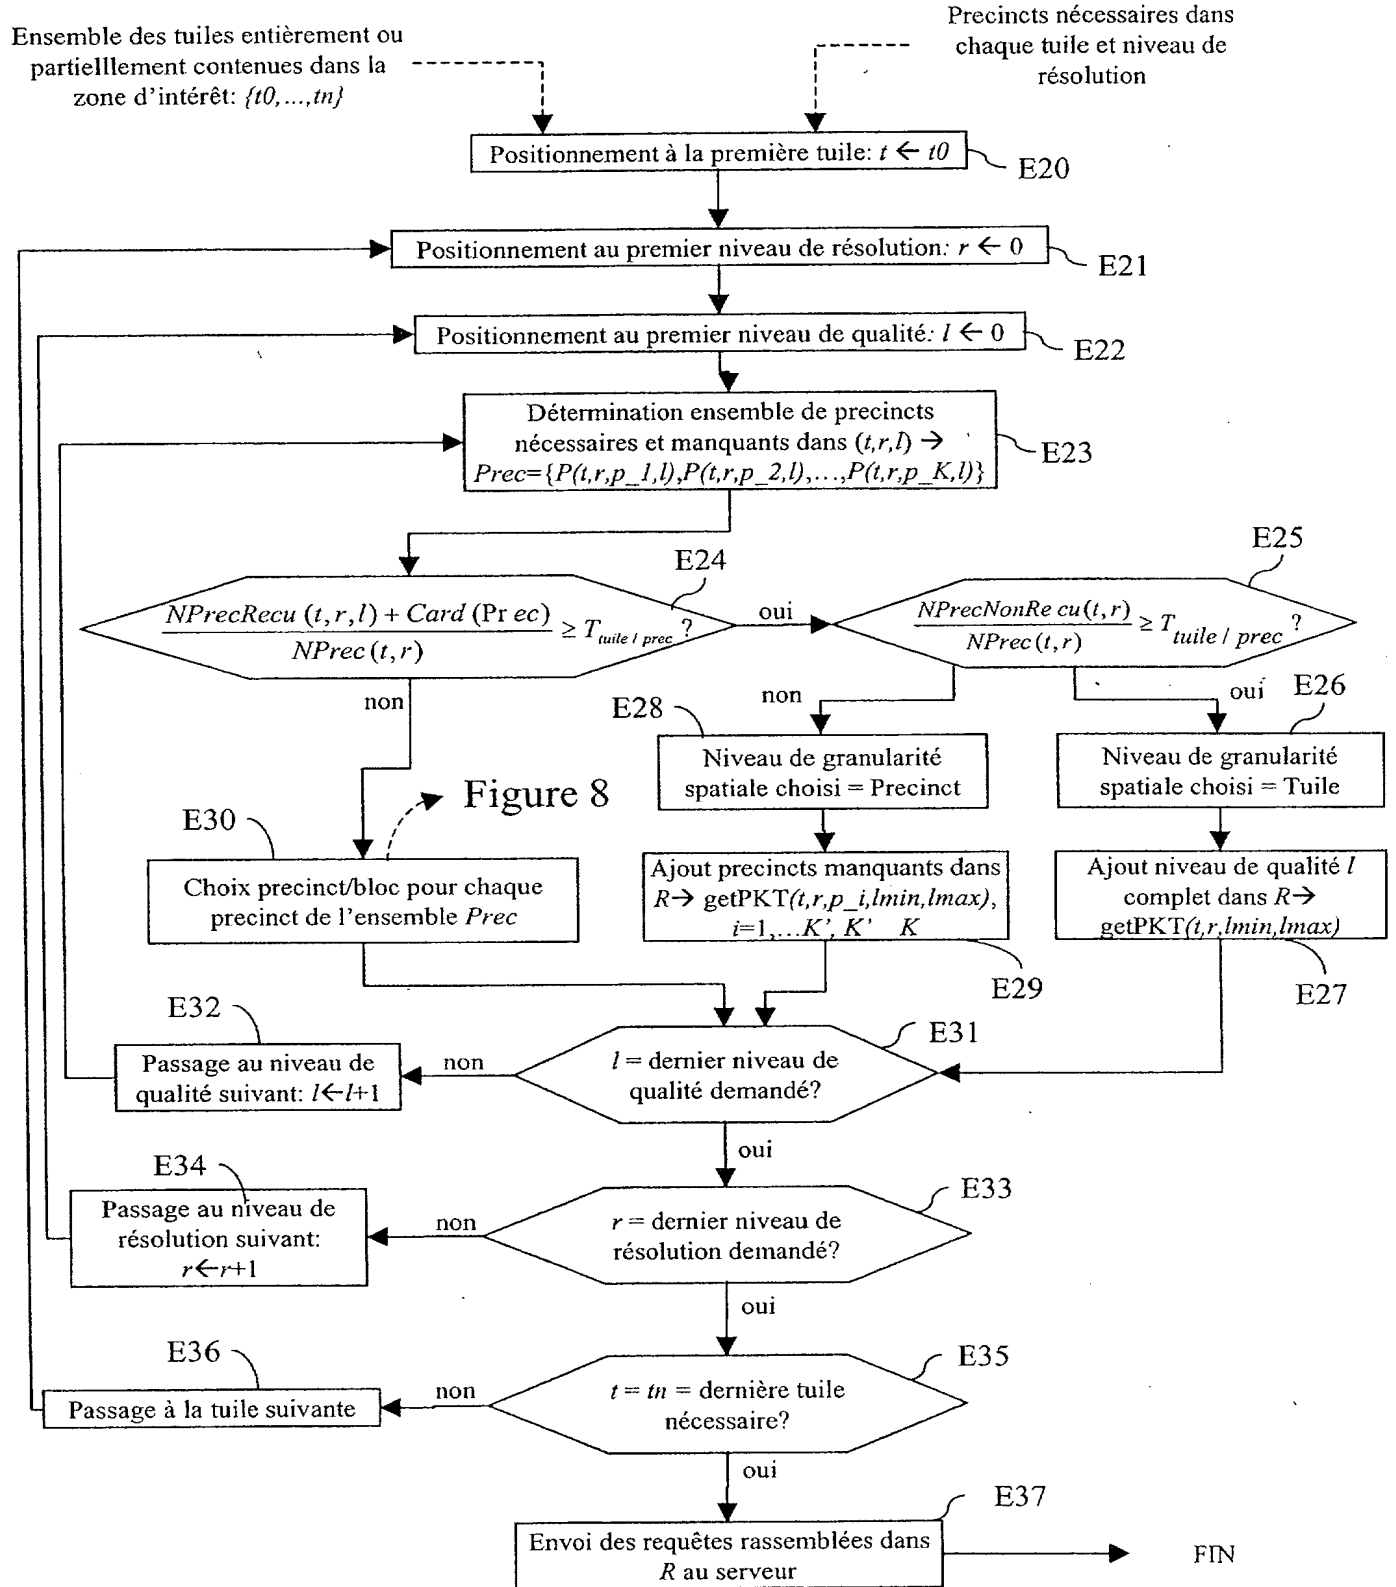 Ensemble des tuiles entièrement ou
partielllement contenues dans la
zone d'intérêt: {t0,...,tn}
Precincts nécessaires dans
chaque tuile et niveau de
résolution
Positionnement à la première tuile: t ← t0
E20
Positionnement au premier niveau de résolution: r ← 0
E21
Positionnement au premier niveau de qualité: l ← 0
E22
Détermination ensemble de precincts
nécessaires et manquants dans (t,r,l) →
Prec={P(t,r,p_1,l),P(t,r,p_2,l),...,P(t,r,p_K,l)}
E23
E24
NPrecRecu (t,r,l) + Card (Pr ec)
NPrec (t,r)
≥ T tuile / prec ?
oui
non
E25
NPrecNonRe cu(t,r)
NPrec (t,r)
≥ T tuile / prec ?
non
oui
E28
Niveau de granularité
spatiale choisi = Precinct
E26
Niveau de granularité
spatiale choisi = Tuile
Figure 8
E30
Choix precinct/bloc pour chaque
precinct de l'ensemble Prec
Ajout precincts manquants dans
R→ getPKT(t,r,p_i,lmin,lmax),
i=1,...K', K' K
E29
Ajout niveau de qualité l
complet dans R→
getPKT(t,r,lmin,lmax)
E27
E32
Passage au niveau de
qualité suivant: l←l+1
non
E31
l = dernier niveau de
qualité demandé?
oui
E34
Passage au niveau de
résolution suivant:
r←r+1
non
E33
r = dernier niveau de
résolution demandé?
oui
E36
Passage à la tuile suivante
non
E35
t = tn = dernière tuile
nécessaire?
oui
E37
Envoi des requêtes rassemblées dans
R au serveur
FIN